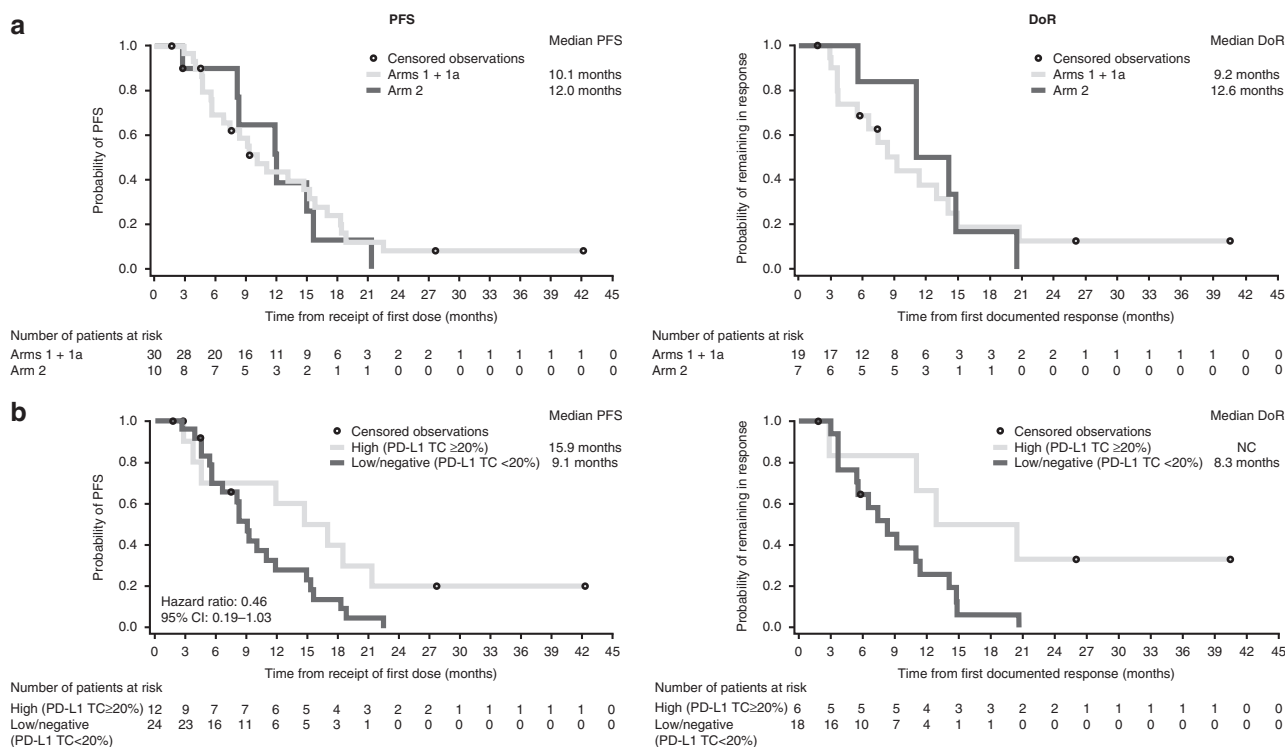 a
PFS
Median PFS
Censored observations
Arms 1 + 1a 10.1 months
Arm 2 12.0 months
Probability of PFS
1.0
0.8
0.6
0.4
0.2
0.0
0 3 6 9 12 15 18 21 24 27 30 33 36 39 42 45
Time from receipt of first dose (months)
Number of patients at risk
Arms 1 + 1a 30 28 20 16 11 9 6 3 2 2 1 1 1 1 1 0
Arm 2 10 8 7 5 3 2 1 1 0 0 0 0 0 0 0 0
DoR
Median DoR
Censored observations
Arms 1 + 1a 9.2 months
Arm 2 12.6 months
Probability of remaining in response
1.0
0.8
0.6
0.4
0.2
0.0
0 3 6 9 12 15 18 21 24 27 30 33 36 39 42 45
Time from first documented response (months)
Number of patients at risk
Arms 1 + 1a 19 17 12 8 6 3 3 2 2 1 1 1 1 1 0 0
Arm 2 7 6 5 5 3 1 1 0 0 0 0 0 0 0 0 0
b
Median PFS
Censored observations
High (PD-L1 TC ≥20%) 15.9 months
Low/negative (PD-L1 TC <20%) 9.1 months
Probability of PFS
1.0
0.8
0.6
0.4
0.2
0.0
Hazard ratio: 0.46
95% CI: 0.19–1.03
0 3 6 9 12 15 18 21 24 27 30 33 36 39 42 45
Time from receipt of first dose (months)
Number of patients at risk
High (PD-L1 TC≥20%) 12 9 7 7 6 5 4 3 2 2 1 1 1 1 1 0
Low/negative 24 23 16 11 6 5 3 1 0 0 0 0 0 0 0 0
(PD-L1 TC<20%)
Median DoR
Censored observations
High (PD-L1 TC ≥20%) NC
Low/negative (PD-L1 TC <20%) 8.3 months
Probability of remaining in response
1.0
0.8
0.6
0.4
0.2
0.0
0 3 6 9 12 15 18 21 24 27 30 33 36 39 42 45
Time from first documented response (months)
Number of patients at risk
High (PD-L1 TC≥20%) 6 5 5 5 4 3 3 2 2 1 1 1 1 1 0 0
Low/negative 18 16 10 7 4 1 1 0 0 0 0 0 0 0 0 0
(PD-L1 TC<20%)